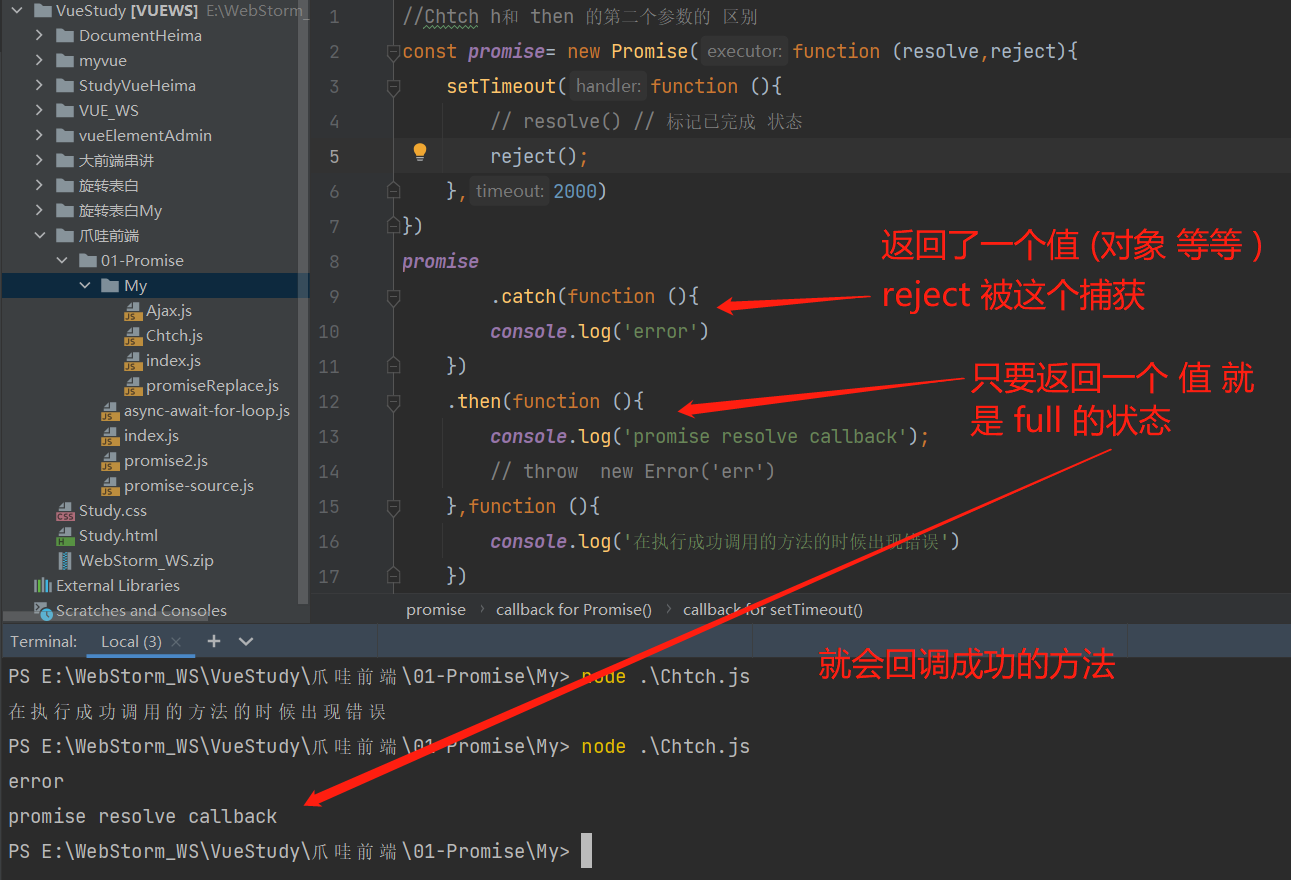 VueStudy [VUEWS] E:\WebStorm_
DocumentHeima
myvue
StudyVueHeima
VUE_WS
vueElementAdmin
大前端串讲
旋转表白
旋转表白My
爪哇前端
01-Promise
My
Ajax.js
Chtch.js
index.js
promiseReplace.js
async-await-for-loop.js
index.js
promise2.js
promise-source.js
Study.css
Study.html
WebStorm_WS.zip
External Libraries
Scratches and Consoles
1 //Chtch h和 then 的第二个参数的 区别
2 const promise= new Promise( executor: function (resolve,reject){
3 setTimeout( handler: function (){
4 // resolve() // 标记已完成 状态
5 reject();
6 }, timeout: 2000)
7 })
8 promise
9 .catch(function (){
10 console.log('error')
11 })
12 .then(function (){
13 console.log('promise resolve callback');
14 // throw  new Error('err')
15 },function (){
16 console.log('在执行成功调用的方法的时候出现错误')
17 })
返回了一个值 (对象 等等 )
reject 被这个捕获
只要返回一个 值 就
是 full 的状态
promise › callback for Promise() › callback for setTimeout()
就会回调成功的方法
Terminal: Local (3) × +
PS E:\WebStorm_WS\VueStudy\爪哇前端\01-Promise\My> node .\Chtch.js
在执行成功调用的方法的时候出现错误
PS E:\WebStorm_WS\VueStudy\爪哇前端\01-Promise\My> node .\Chtch.js
error
promise resolve callback
PS E:\WebStorm_WS\VueStudy\爪哇前端\01-Promise\My>